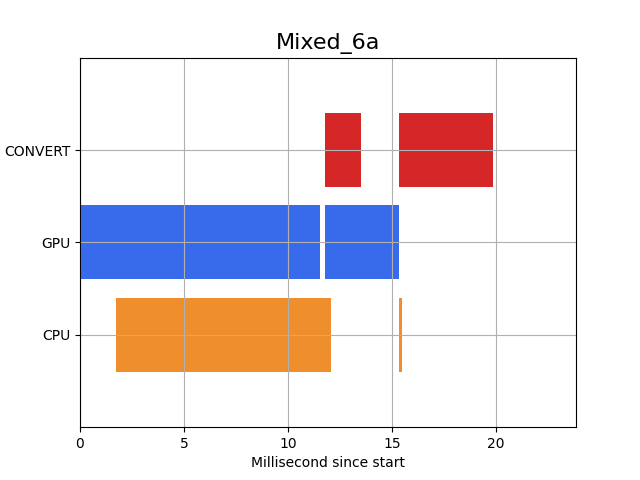 Mixed_6a
CONVERT
GPU
CPU
0 5 10 15 20
Millisecond since start